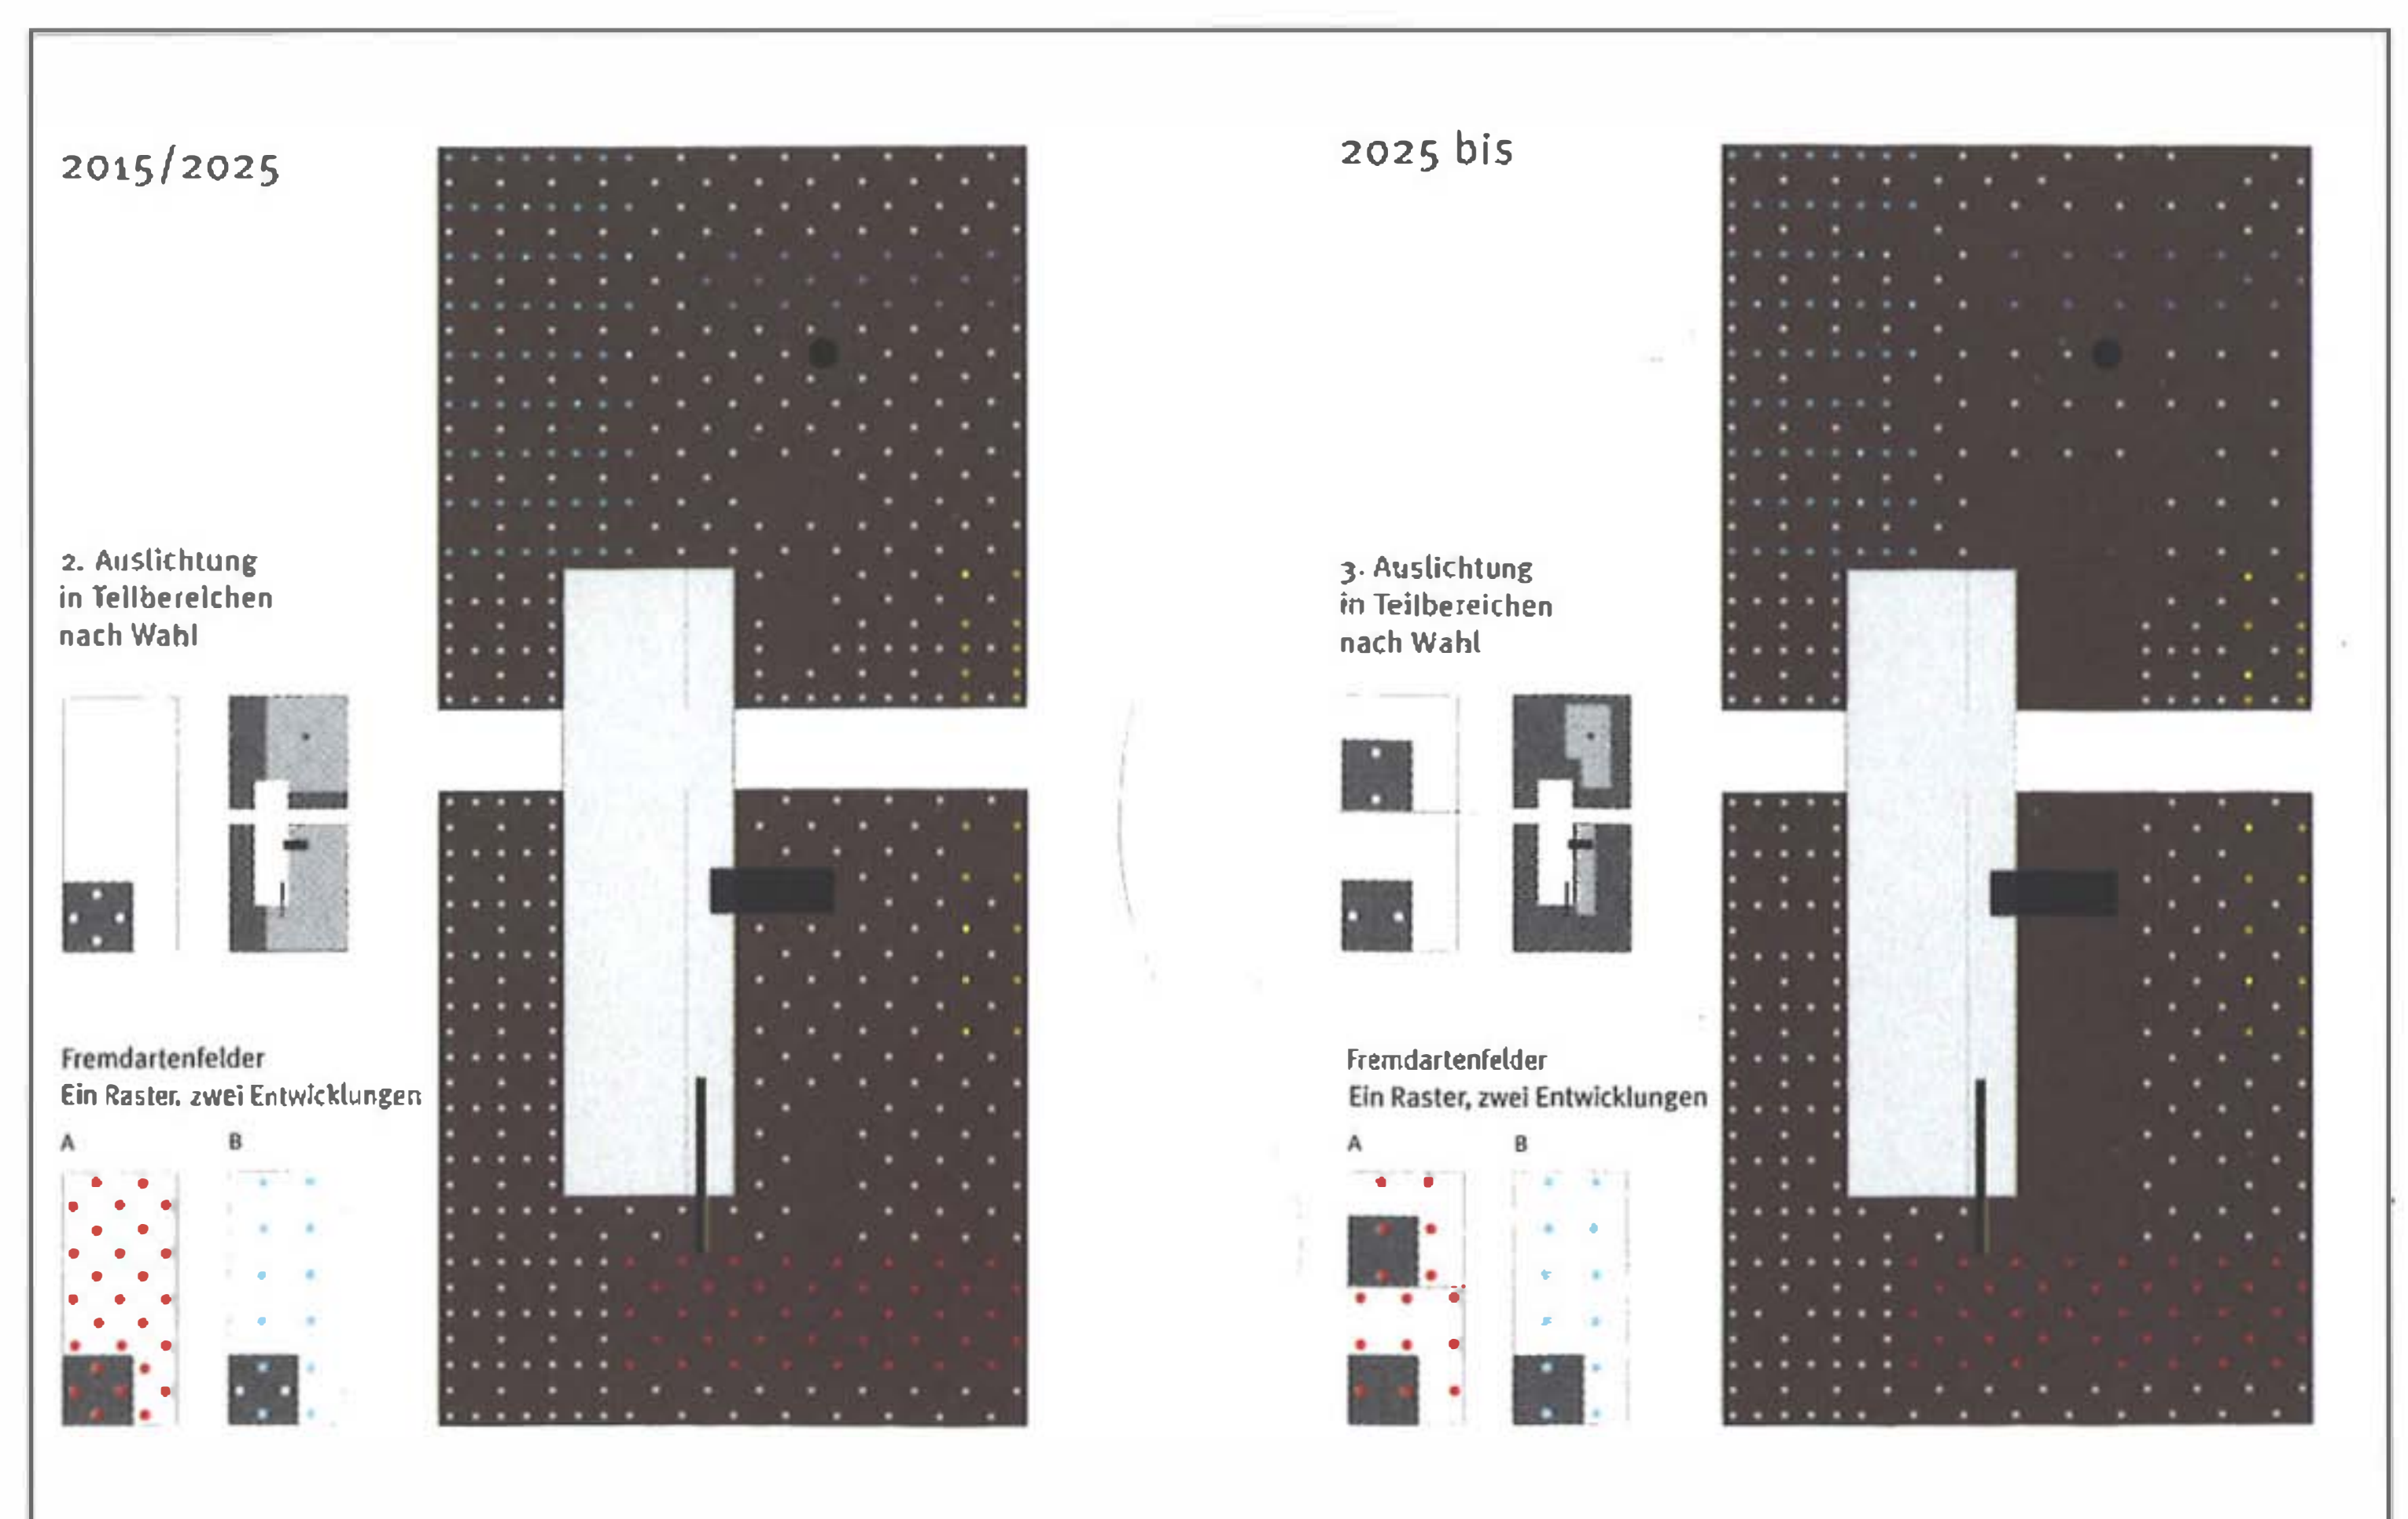 2015/2025
2. Auslichtung
in Teilbereichen
nach Wahl
Fremdartenfelder
Ein Raster, zwei Entwicklungen
A B
2025 bis
3. Auslichtung
in Teilbereichen
nach Wahl
Fremdartenfelder
Ein Raster, zwei Entwicklungen
A B